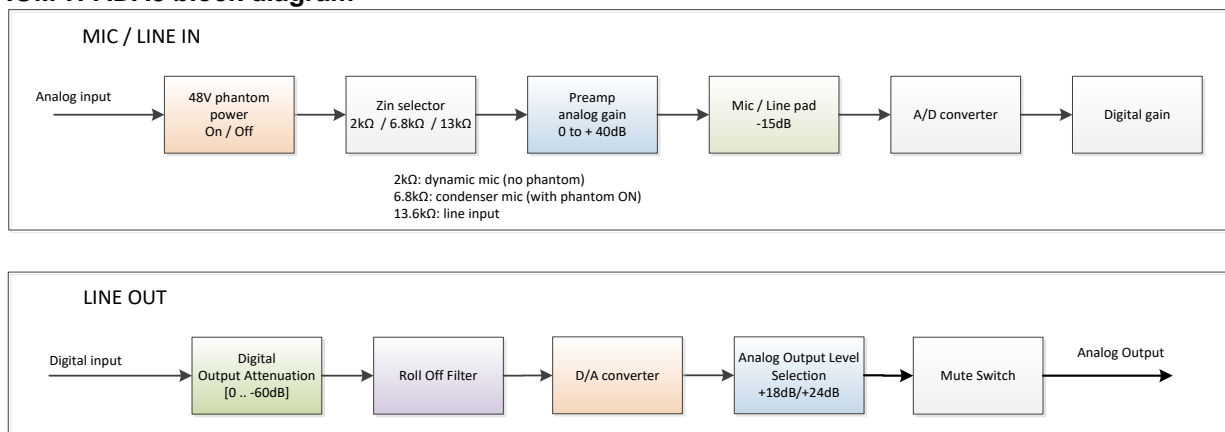 MIC / LINE IN
Analog input
48V phantom
power
On / Off
Zin selector
2kΩ / 6.8kΩ / 13kΩ
Preamp
analog gain
0 to + 40dB
Mic / Line pad
-15dB
A/D converter
Digital gain
2kΩ: dynamic mic (no phantom)
6.8kΩ: condenser mic (with phantom ON)
13.6kΩ: line input
LINE OUT
Digital input
Digital
Output Attenuation
[0 .. -60dB]
Roll Off Filter
D/A converter
Analog Output Level
Selection
+18dB/+24dB
Mute Switch
Analog Output